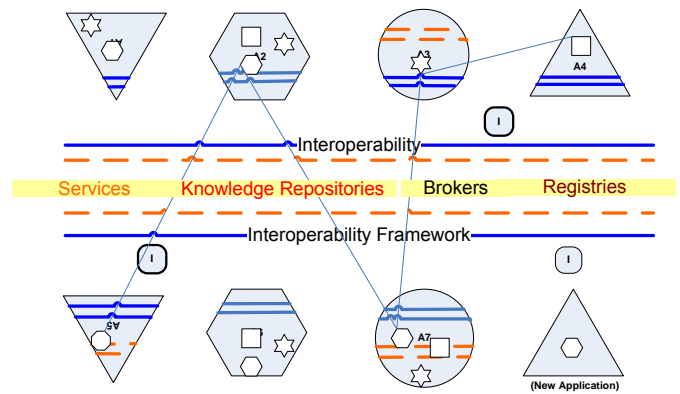 A2
A3
A4
I
Interoperability
Services Knowledge Repositories Brokers Registries
Interoperability Framework
I
I
A5
A7
(New Application)